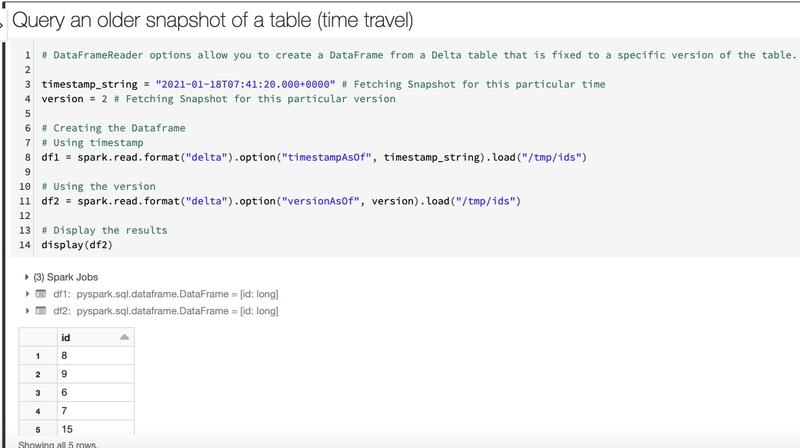 Query an older snapshot of a table (time travel)
1 # DataFrameReader options allow you to create a DataFrame from a Delta table that is fixed to a specific version of the table.
2
3 timestamp_string = "2021-01-18T07:41:20.000+0000" # Fetching Snapshot for this particular time
4 version = 2 # Fetching Snapshot for this particular version
5
6 # Creating the Dataframe
7 # Using timestamp
8 df1 = spark.read.format("delta").option("timestampAsOf", timestamp_string).load("/tmp/ids")
9
10 # Using the version
11 df2 = spark.read.format("delta").option("versionAsOf", version).load("/tmp/ids")
12
13 # Display the results
14 display(df2)
(3) Spark Jobs
df1: pyspark.sql.dataframe.DataFrame = [id: long]
df2: pyspark.sql.dataframe.DataFrame = [id: long]
id
1 8
2 9
3 6
4 7
5 15
Showing all 5 rows.